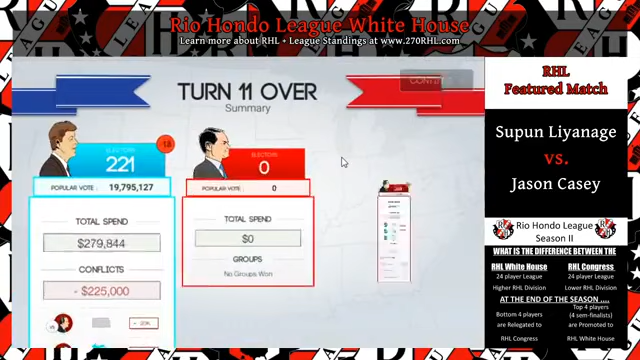 Rio Hondo League White House
Learn more about RHL + League Standings at www.270RHL.com
TURN 11 OVER
Summary
ELECTORS
221
18
POPULAR VOTE : 19,795,127
TOTAL SPEND
$279,844
CONFLICTS
- $225,000
ELECTORS
0
POPULAR VOTE : 0
TOTAL SPEND
$0
GROUPS
No Groups Won
RHL
Featured Match
Supun Liyanage
vs.
Jason Casey
Rio Hondo League
Season II
WHAT IS THE DIFFERENCE BETWEEN THE
RHL White House
24 player League
Higher RHL Division
RHL Congress
24 player League
Lower RHL Division
AT THE END OF THE SEASON ....
Bottom 4 players
are Relegated to
RHL Congress
Top 4 players
(4 semi-finalists)
are Promoted to
RHL White House